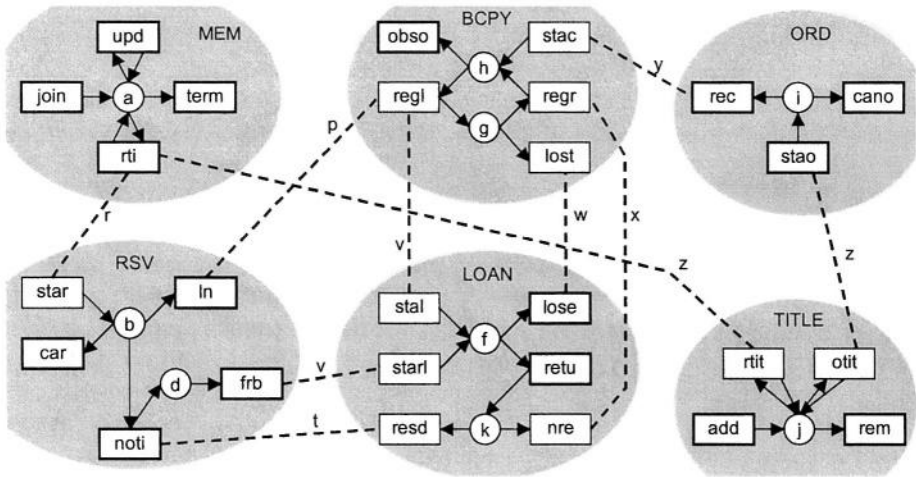 MEM
upd
join
a
term
rti
BCPY
obso
stac
h
regl
regr
g
lost
ORD
rec
i
cano
stao
y
p
r
v
w
x
z
z
RSV
star
ln
b
car
d
frb
noti
v
t
LOAN
stal
lose
f
starl
retu
resd
k
nre
TITLE
rtit
otit
add
j
rem